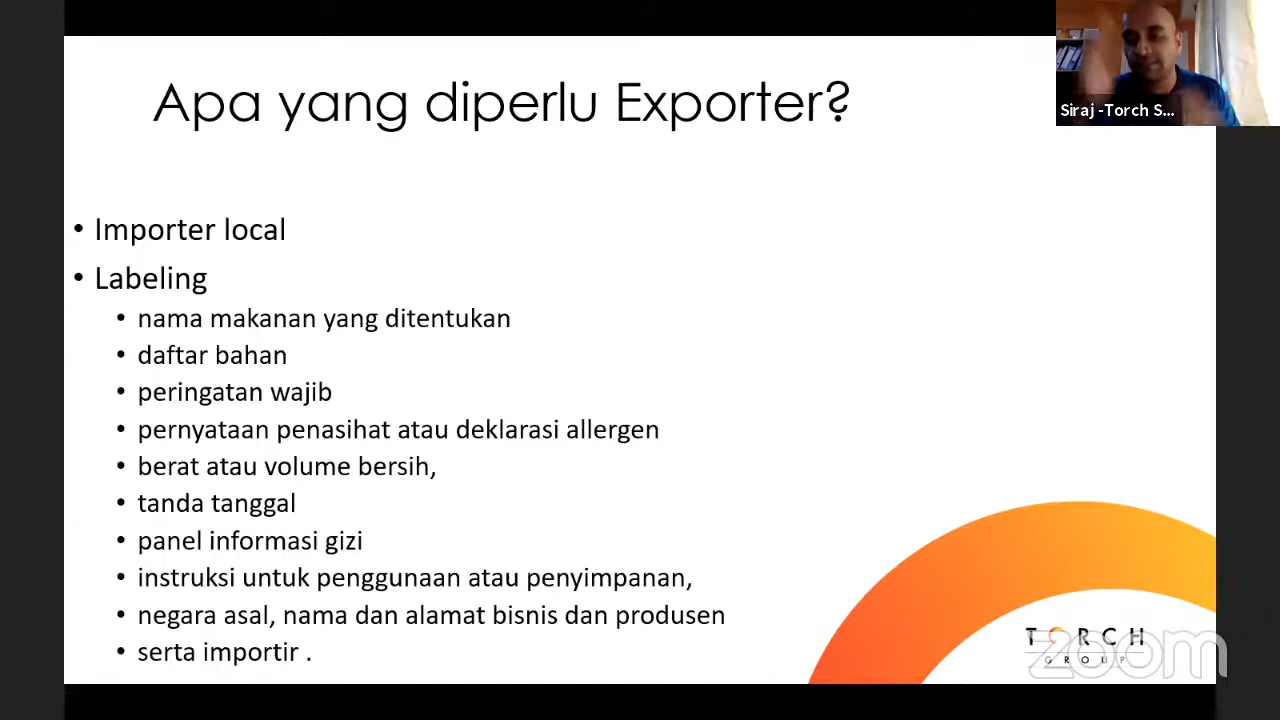 Apa yang diperlu Exporter?
Siraj -Torch S...
• Importer local
• Labeling
• nama makanan yang ditentukan
• daftar bahan
• peringatan wajib
• pernyataan penasihat atau deklarasi allergen
• berat atau volume bersih,
• tanda tanggal
• panel informasi gizi
• instruksi untuk penggunaan atau penyimpanan,
• negara asal, nama dan alamat bisnis dan produsen
• serta importir .
TORCH
GROUP
zoom